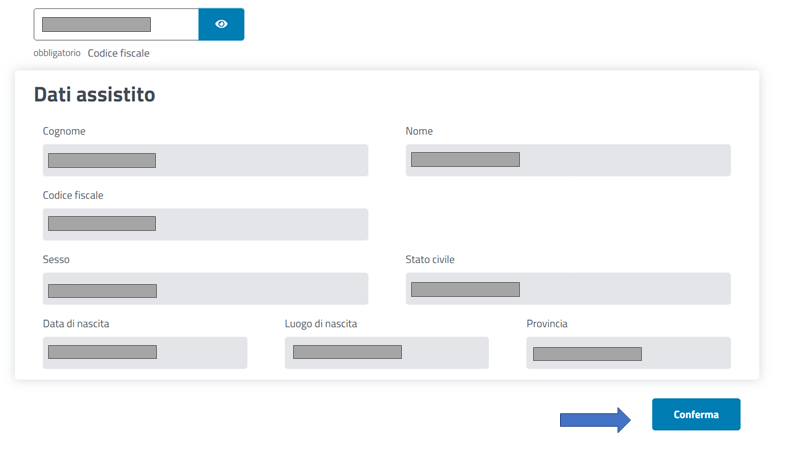 obbligatorio Codice fiscale
Dati assistito
Cognome Nome
Codice fiscale
Sesso Stato civile
Data di nascita Luogo di nascita Provincia
Conferma